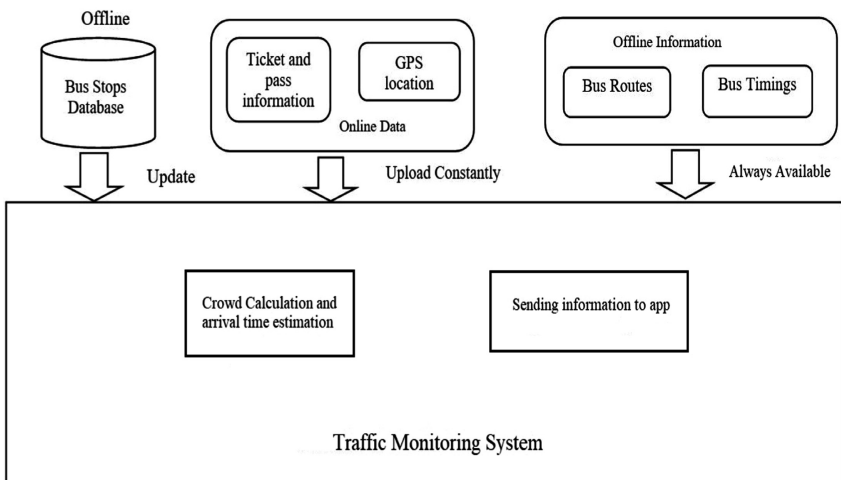 Offline
Bus Stops
Database
Update
Ticket and
pass
information
GPS
location
Online Data
Upload Constantly
Offline Information
Bus Routes
Bus Timings
Always Available
Crowd Calculation and
arrival time estimation
Sending information to app
Traffic Monitoring System